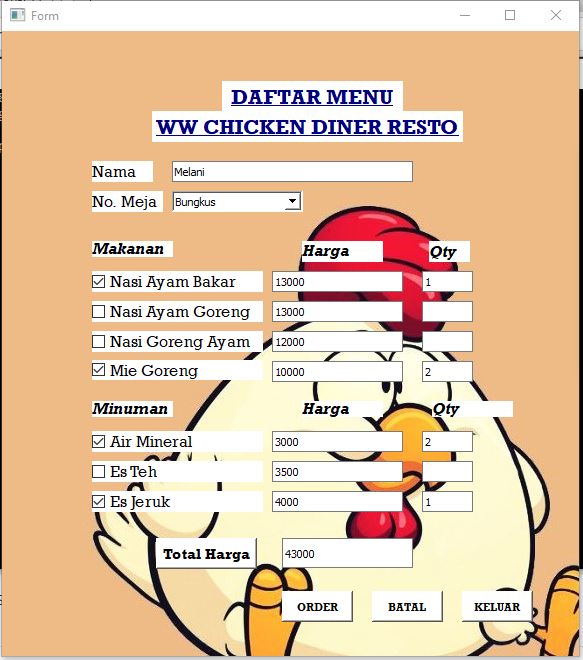 Form
DAFTAR MENU
WW CHICKEN DINER RESTO
Nama Melani
No. Meja Bungkus
Makanan Harga Qty
Nasi Ayam Bakar 13000 1
Nasi Ayam Goreng 13000
Nasi Goreng Ayam 12000
Mie Goreng 10000 2
Minuman Harga Qty
Air Mineral 3000 2
Es Teh 3500
Es Jeruk 4000 1
Total Harga 43000
ORDER BATAL KELUAR